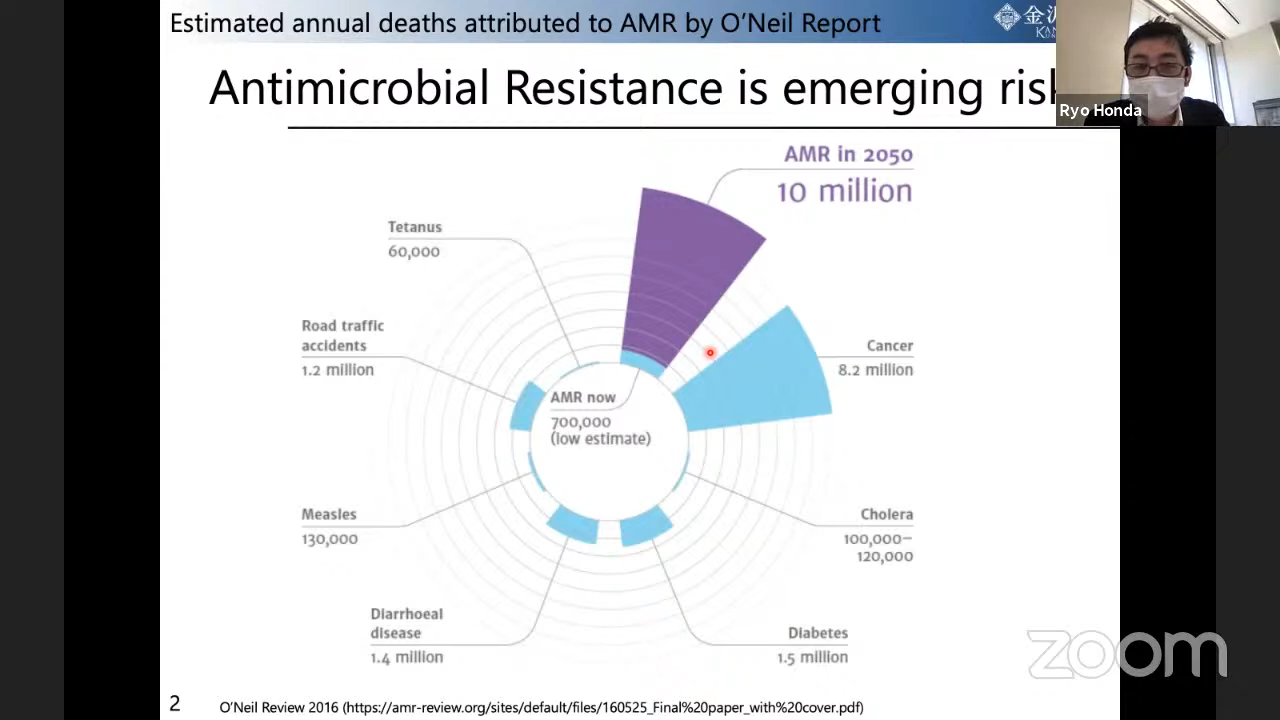 Estimated annual deaths attributed to AMR by O’Neil Report
金沢
Antimicrobial Resistance is emerging risk
Ryo Honda
AMR in 2050
10 million
Tetanus
60,000
Road traffic
accidents
1.2 million
Cancer
8.2 million
AMR now
700,000
(low estimate)
Measles
130,000
Cholera
100,000–
120,000
Diarrhoeal
disease
1.4 million
Diabetes
1.5 million
zoom
2
O’Neil Review 2016 (https://amr-review.org/sites/default/files/160525_Final%20paper_with%20cover.pdf)